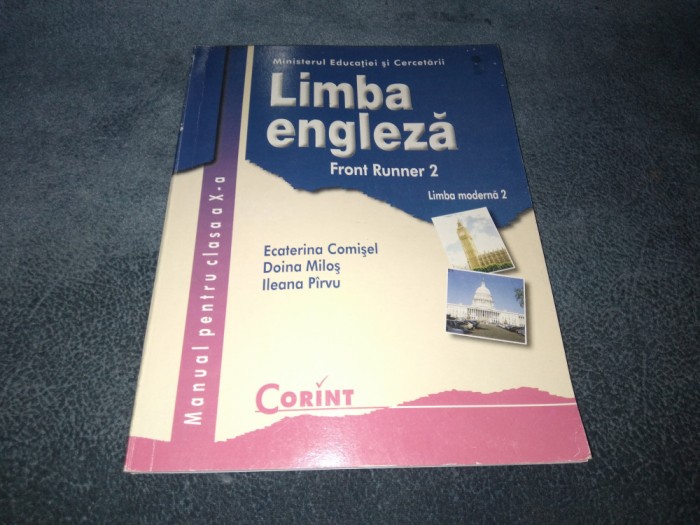 Ministerul Educației și Cercetării
Limba
engleză
Front Runner 2
Limba modernă 2
Ecaterina Comișel
Doina Miloș
Ileana Pîrvu
Manual pentru clasa a X-a
CORINT